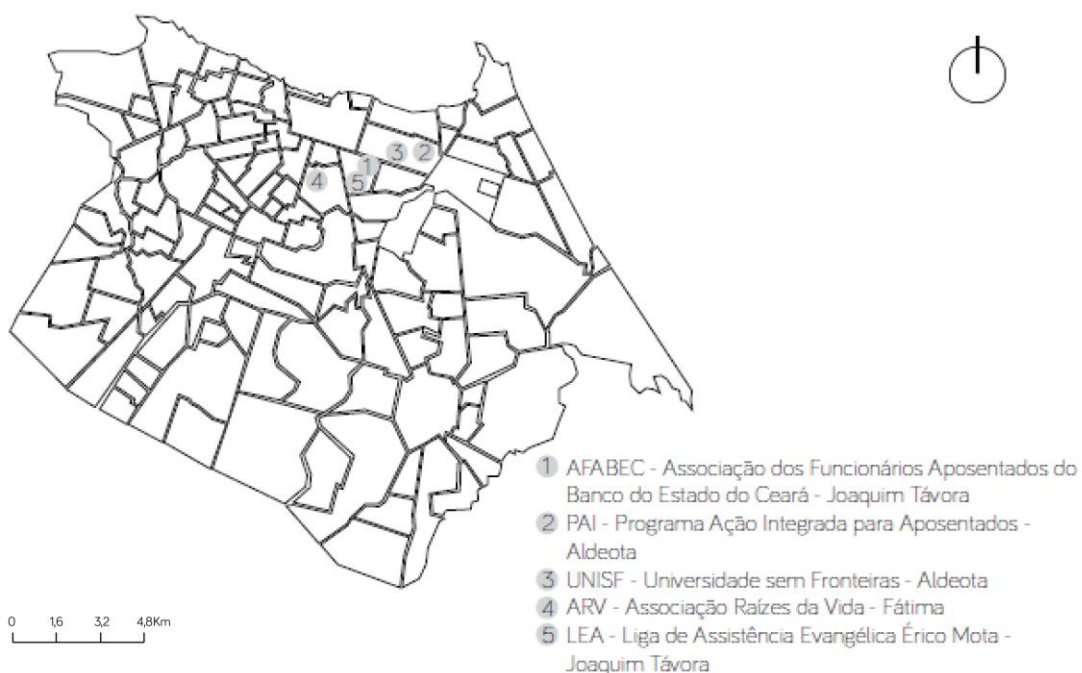 3 2
1
4 5
1 AFABEC - Associação dos Funcionários Aposentados do
Banco do Estado do Ceará - Joaquim Távora
2 PAI - Programa Ação Integrada para Aposentados -
Aldeota
3 UNISF - Universidade sem Fronteiras - Aldeota
4 ARV - Associação Raízes da Vida - Fátima
5 LEA - Liga de Assistência Evangélica Érico Mota -
Joaquim Távora
0 1,6 3,2 4,8Km